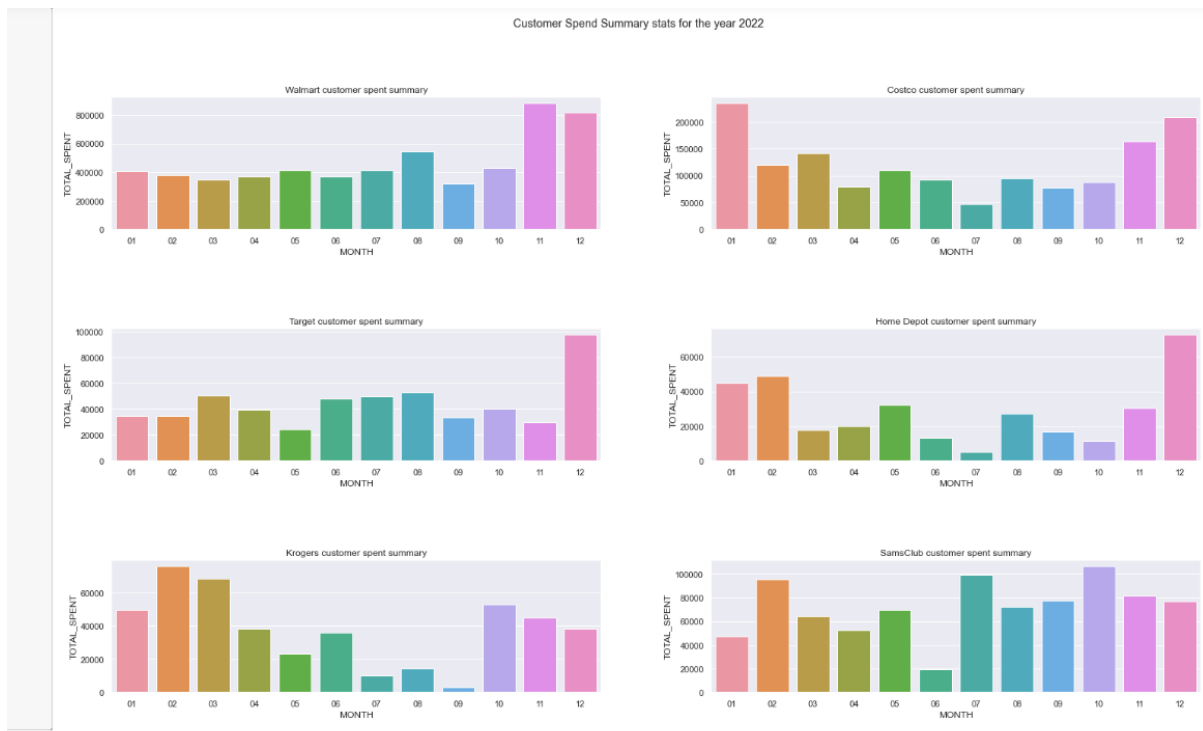 Customer Spend Summary stats for the year 2022
Walmart customer spent summary
TOTAL_SPENT
800000
600000
400000
200000
0
01 02 03 04 05 06 07 08 09 10 11 12
MONTH
Costco customer spent summary
TOTAL_SPENT
200000
150000
100000
50000
0
01 02 03 04 05 06 07 08 09 10 11 12
MONTH
Target customer spent summary
TOTAL_SPENT
100000
80000
60000
40000
20000
0
01 02 03 04 05 06 07 08 09 10 11 12
MONTH
Home Depot customer spent summary
TOTAL_SPENT
60000
40000
20000
0
01 02 03 04 05 06 07 08 09 10 11 12
MONTH
Krogers customer spent summary
TOTAL_SPENT
60000
40000
20000
0
01 02 03 04 05 06 07 08 09 10 11 12
MONTH
SamsClub customer spent summary
TOTAL_SPENT
100000
80000
60000
40000
20000
0
01 02 03 04 05 06 07 08 09 10 11 12
MONTH